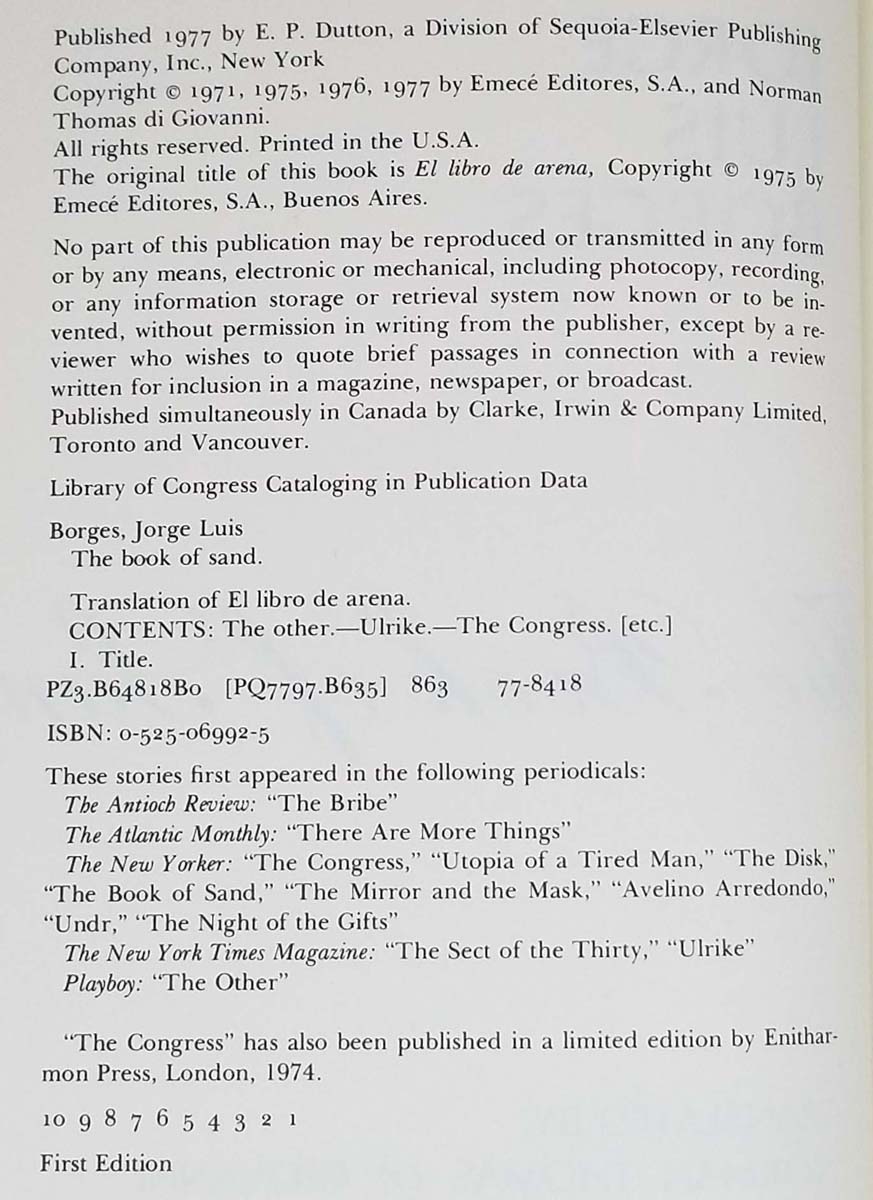 Published 1977 by E. P. Dutton, a Division of Sequoia-Elsevier Publishing
Company, Inc., New York
Copyright © 1971, 1975, 1976, 1977 by Emecé Editores, S.A., and Norman
Thomas di Giovanni.
All rights reserved. Printed in the U.S.A.
The original title of this book is El libro de arena, Copyright © 1975 by
Emecé Editores, S.A., Buenos Aires.
No part of this publication may be reproduced or transmitted in any form
or by any means, electronic or mechanical, including photocopy, recording,
or any information storage or retrieval system now known or to be in-
vented, without permission in writing from the publisher, except by a re-
viewer who wishes to quote brief passages in connection with a review
written for inclusion in a magazine, newspaper, or broadcast.
Published simultaneously in Canada by Clarke, Irwin & Company Limited,
Toronto and Vancouver.
Library of Congress Cataloging in Publication Data
Borges, Jorge Luis
The book of sand.
Translation of El libro de arena.
CONTENTS: The other.—Ulrike.—The Congress. [etc.]
I. Title.
PZ3.B64818Bo [PQ7797.B635] 863 77-8418
ISBN: 0-525-06992-5
These stories first appeared in the following periodicals:
The Antioch Review: “The Bribe”
The Atlantic Monthly: “There Are More Things”
The New Yorker: “The Congress,” “Utopia of a Tired Man,” “The Disk,”
“The Book of Sand,” “The Mirror and the Mask,” “Avelino Arredondo,”
“Undr,” “The Night of the Gifts”
The New York Times Magazine: “The Sect of the Thirty,” “Ulrike”
Playboy: “The Other”
“The Congress” has also been published in a limited edition by Enithar-
mon Press, London, 1974.
10 9 8 7 6 5 4 3 2 1
First Edition